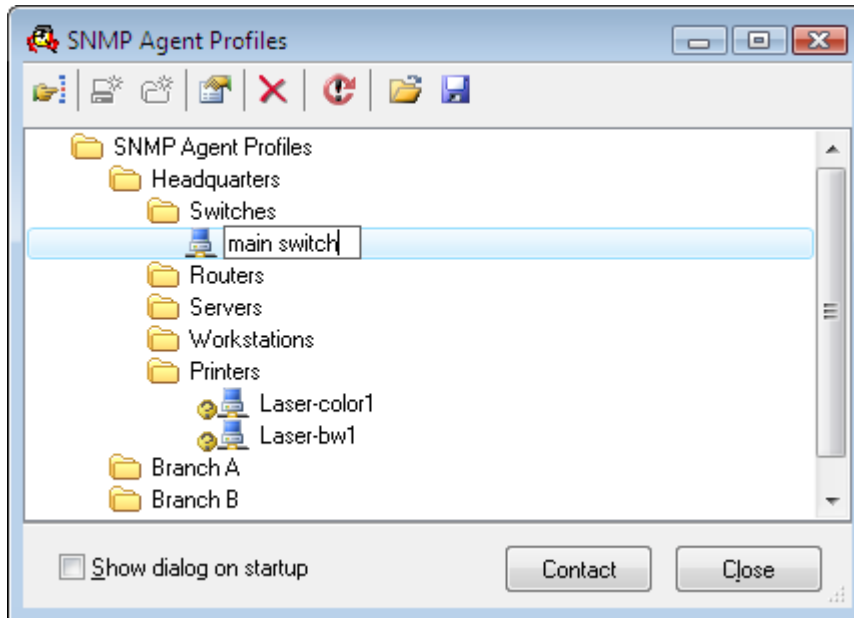 SNMP Agent Profiles
SNMP Agent Profiles
Headquarters
Switches
main switch
Routers
Servers
Workstations
Printers
Laser-color1
Laser-bw1
Branch A
Branch B
Show dialog on startup
Contact
Close